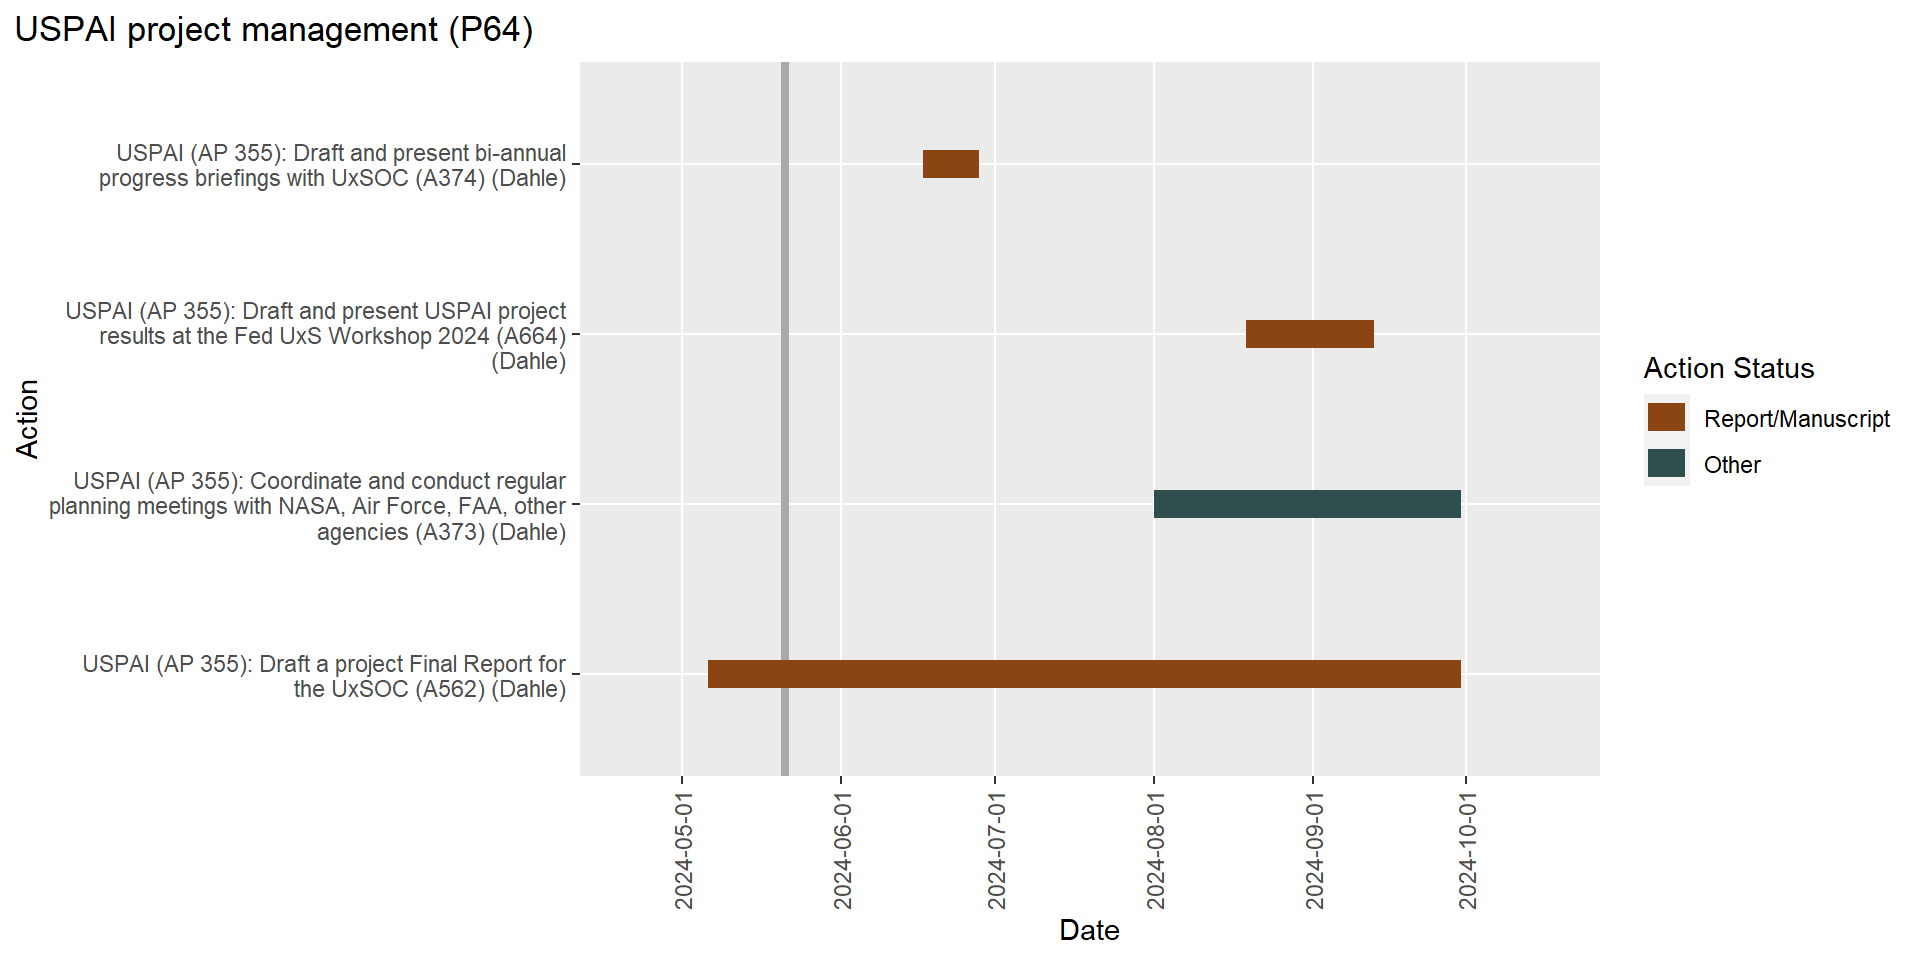 USPAI project management (P64)
USPAI (AP 355): Draft and present bi-annual
progress briefings with UxSOC (A374) (Dahle)
USPAI (AP 355): Draft and present USPAI project
results at the Fed UxS Workshop 2024 (A664)
(Dahle)
USPAI (AP 355): Coordinate and conduct regular
planning meetings with NASA, Air Force, FAA, other
agencies (A373) (Dahle)
USPAI (AP 355): Draft a project Final Report for
the UxSOC (A562) (Dahle)
Action
2024-05-01
2024-06-01
2024-07-01
2024-08-01
2024-09-01
2024-10-01
Date
Action Status
Report/Manuscript
Other